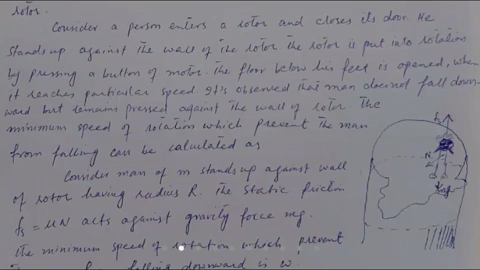 rotor.
Consider a person enters a rotor and closes its door. He
stands up against the wall of the rotor the rotor is put into rotation
by pressing a button of motor. the floor below his feet is opened, when
it reaches particular speed. It is observed that man doesnot fall down-
ward but remains pressed against the wall of rotor The
minimum speed of rotation which prevent the man
from falling can be calculated as
Consider man of m stands up against wall
of rotor having radius R. The static friction
fs = μN acts against gravity force mg.
the minimum speed of rotation which prevent
falling downward is w
fs
N
mg